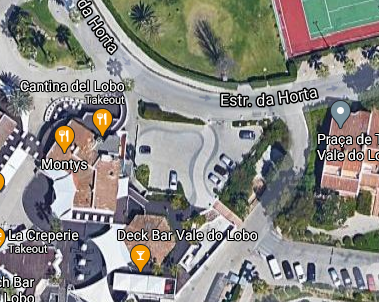 da Horta
Cantina del Lobo
Takeout
Estr. da Horta
Praça de T
Vale do Lo
Montys
La Creperie
Takeout
Deck Bar Vale do Lobo
ch Bar
Lobo